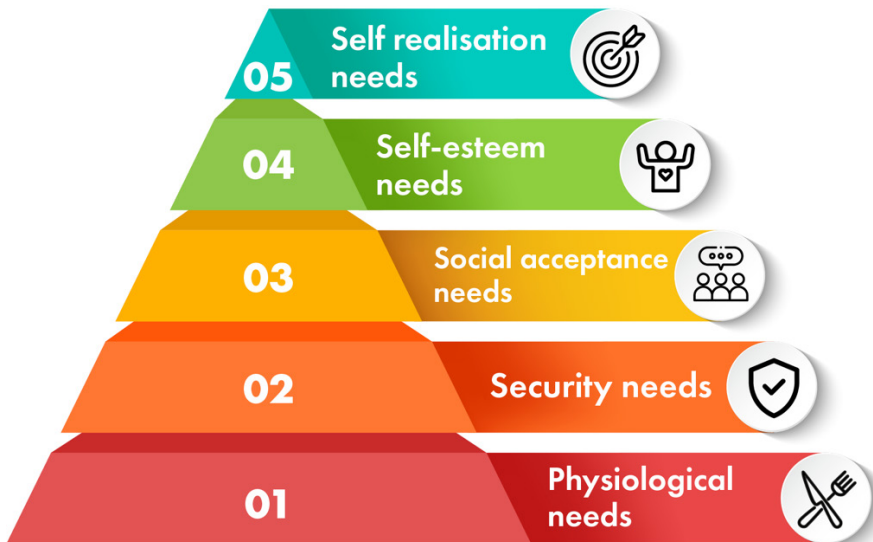 05
Self realisation
needs
04
Self-esteem
needs
03
Social acceptance
needs
02
Security needs
01
Physiological
needs